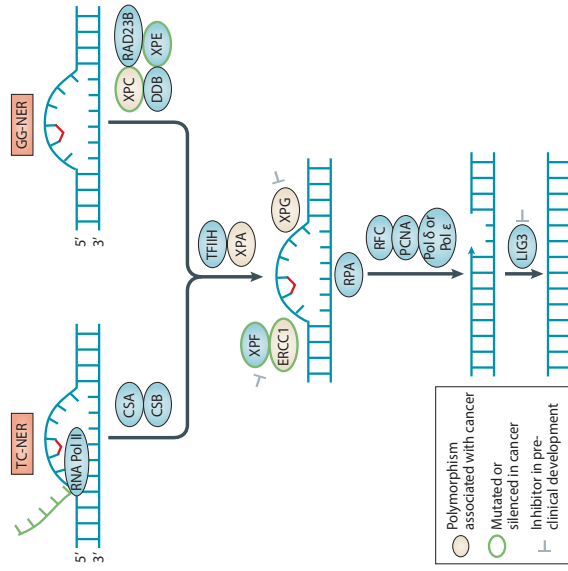 TC-NER
GG-NER
5′
3′
RNA Pol II
5′
3′
CSA
CSB
XPC
RAD23B
DDB
XPE
TFIIH
XPA
XPF
ERCC1
XPG
RPA
RFC
PCNA
Pol δ or
Pol ε
LIG3
Polymorphism
associated with cancer
Mutated or
silenced in cancer
Inhibitor in pre-
clinical development